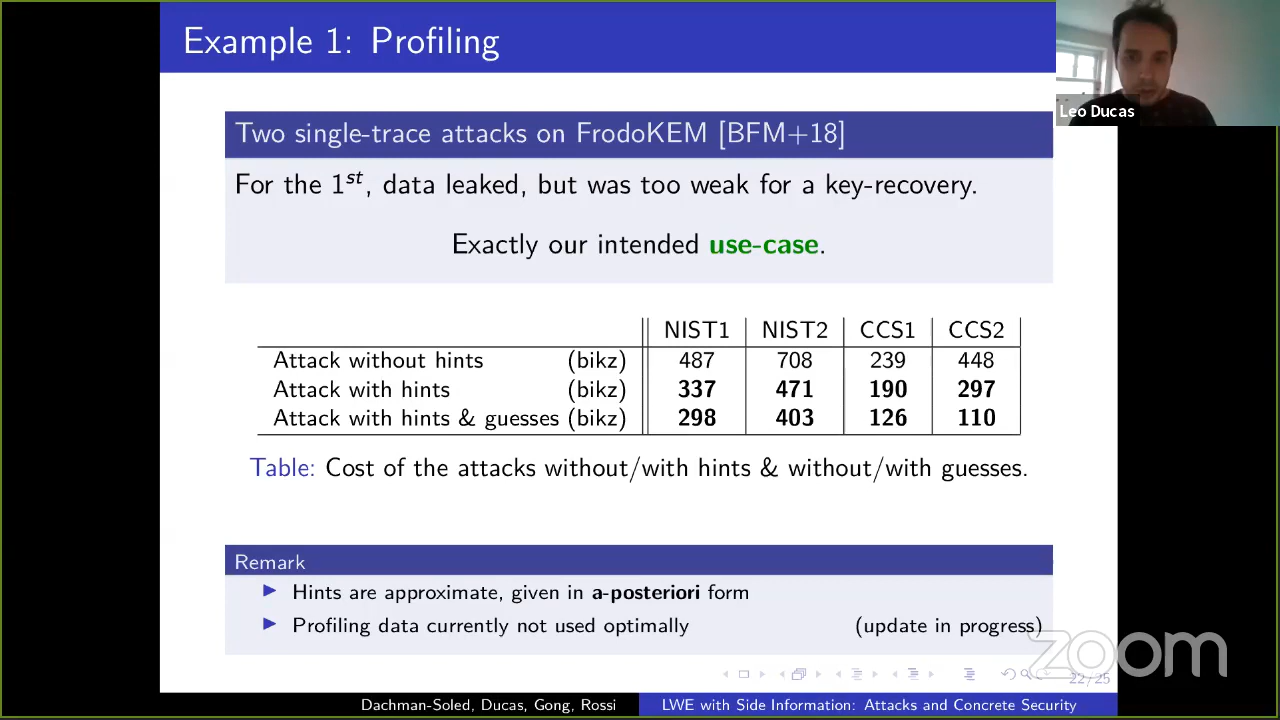 Example 1: Profiling
Leo Ducas
Two single-trace attacks on FrodoKEM [BFM+18]
For the 1st, data leaked, but was too weak for a key-recovery.
Exactly our intended use-case.
NIST1 NIST2 CCS1 CCS2
Attack without hints (bikz) 487 708 239 448
Attack with hints (bikz) 337 471 190 297
Attack with hints & guesses (bikz) 298 403 126 110
Table: Cost of the attacks without/with hints & without/with guesses.
Remark
▶ Hints are approximate, given in a-posteriori form
▶ Profiling data currently not used optimally (update in progress)
zoom
22/25
Dachman-Soled, Ducas, Gong, Rossi LWE with Side Information: Attacks and Concrete Security